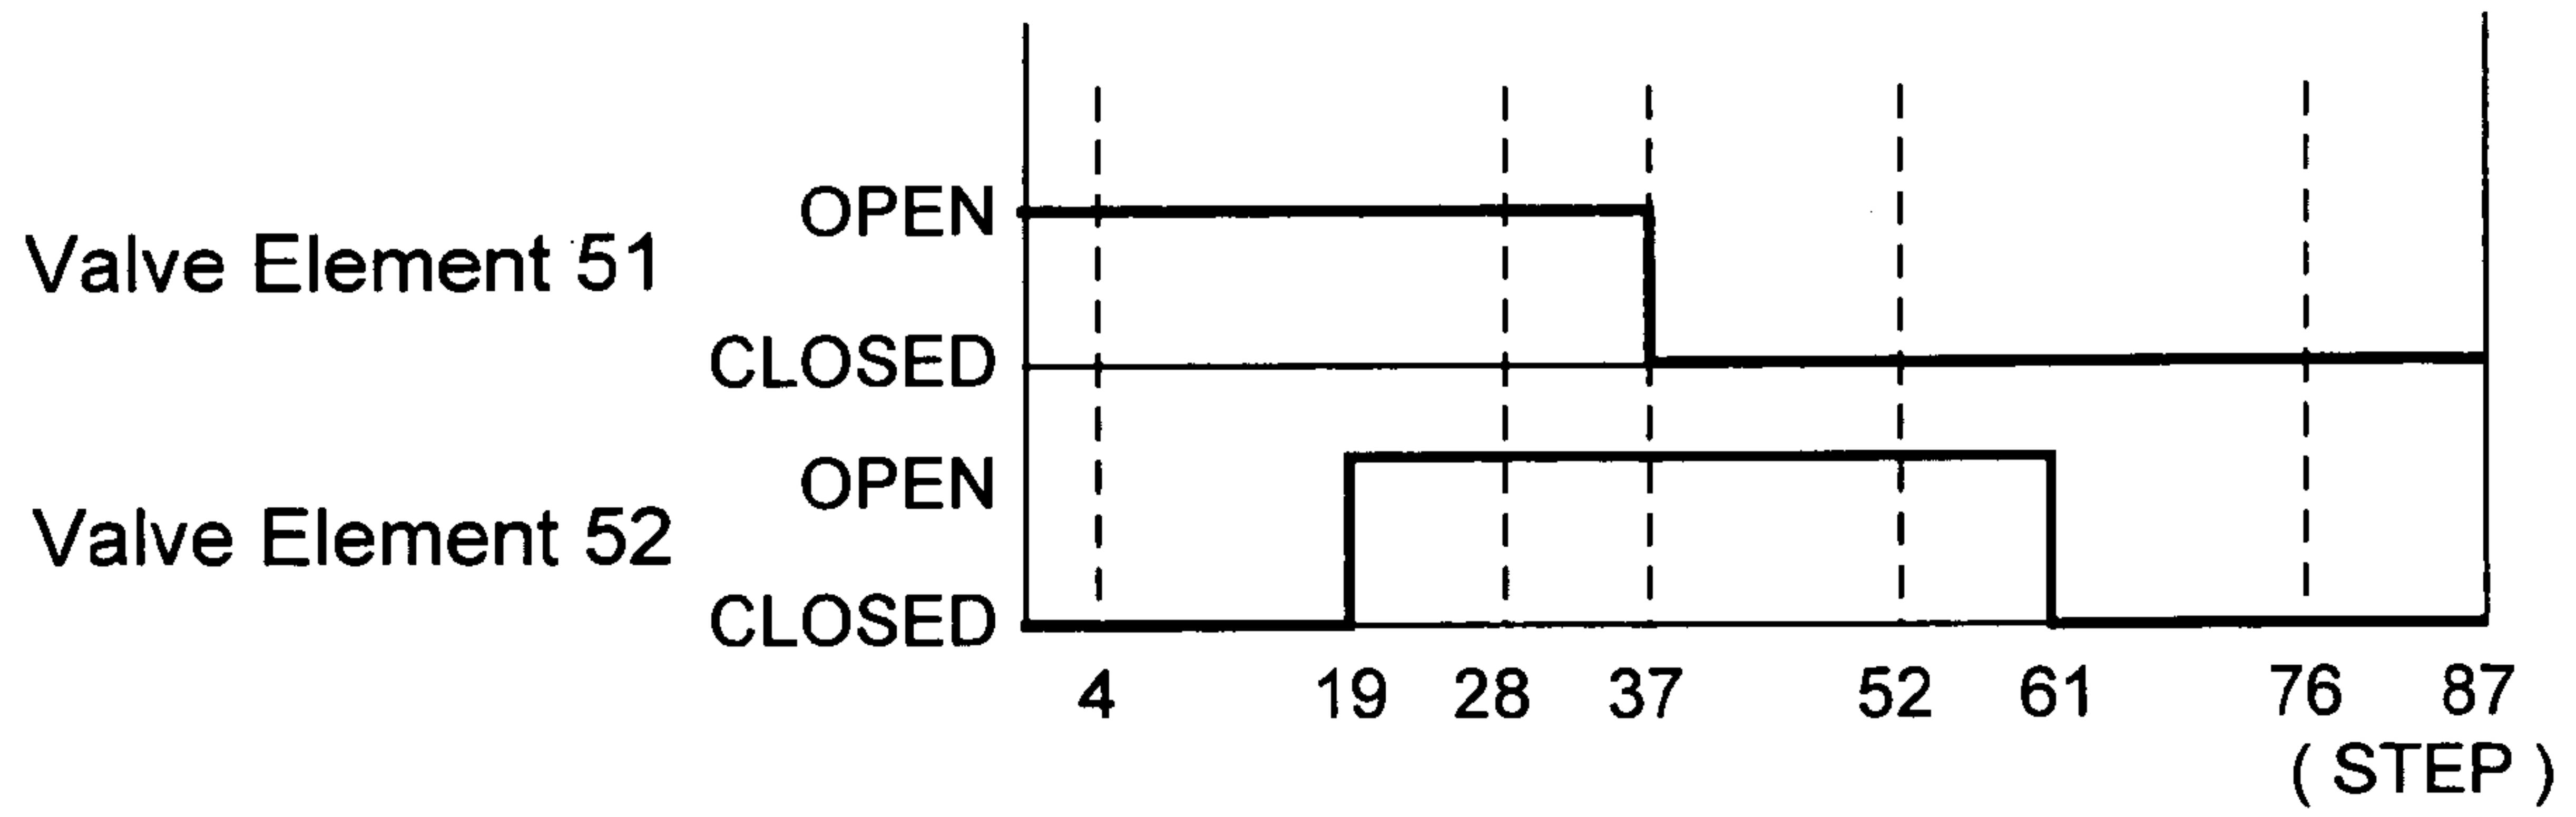 OPEN
Valve Element 51
CLOSED
OPEN
Valve Element 52
CLOSED
4 19 28 37 52 61 76 87
( STEP )